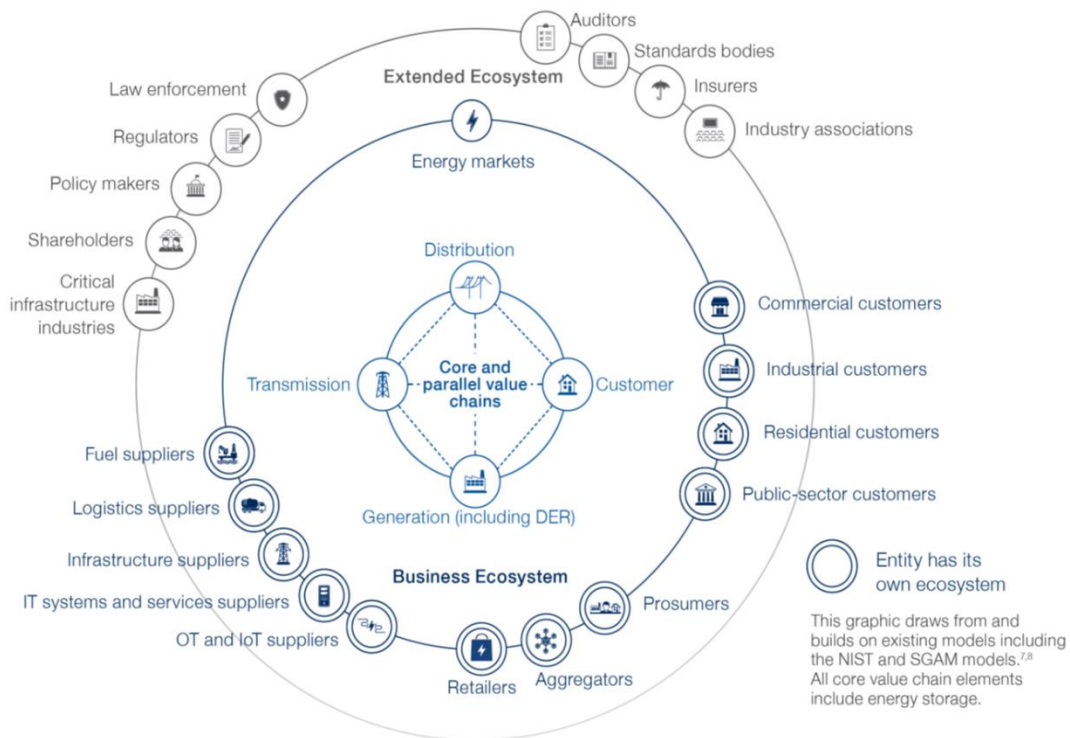 Auditors
Standards bodies
Extended Ecosystem
Law enforcement
Insurers
Regulators
Industry associations
Energy markets
Policy makers
Shareholders
Distribution
Critical
infrastructure
industries
Commercial customers
Transmission
Core and
parallel value
chains
Customer
Industrial customers
Residential customers
Fuel suppliers
Public-sector customers
Logistics suppliers
Generation (including DER)
Infrastructure suppliers
Business Ecosystem
Entity has its
own ecosystem
IT systems and services suppliers
Prosumers
OT and IoT suppliers
Retailers
Aggregators
This graphic draws from and
builds on existing models including
the NIST and SGAM models.7,8
All core value chain elements
include energy storage.